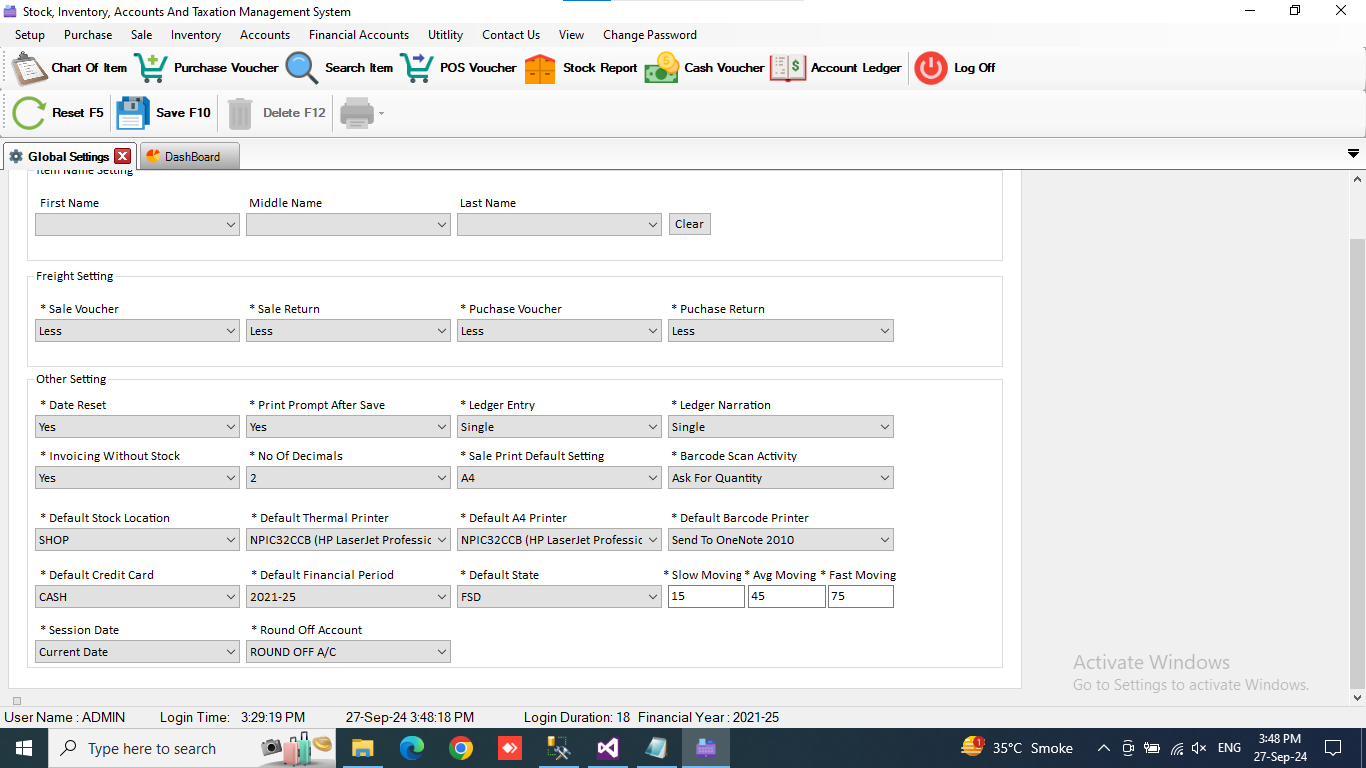 Stock, Inventory, Accounts And Taxation Management System
Setup Purchase Sale Inventory Accounts Financial Accounts Uitility Contact Us View Change Password
Chart Of Item Purchase Voucher Search Item POS Voucher Stock Report Cash Voucher Account Ledger Log Off
Reset F5 Save F10 Delete F12
Global Settings DashBoard
Item Name Setting
First Name Middle Name Last Name
Clear
Freight Setting
* Sale Voucher * Sale Return * Puchase Voucher * Puchase Return
Less Less Less Less
Other Setting
* Date Reset * Print Prompt After Save * Ledger Entry * Ledger Narration
Yes Yes Single Single
* Invoicing Without Stock * No Of Decimals * Sale Print Default Setting * Barcode Scan Activity
Yes 2 A4 Ask For Quantity
* Default Stock Location * Default Thermal Printer * Default A4 Printer * Default Barcode Printer
SHOP NPIC32CCB (HP LaserJet Professic NPIC32CCB (HP LaserJet Professic Send To OneNote 2010
* Default Credit Card * Default Financial Period * Default State * Slow Moving * Avg Moving * Fast Moving
CASH 2021-25 FSD 15 45 75
* Session Date * Round Off Account
Current Date ROUND OFF A/C
Activate Windows
Go to Settings to activate Windows.
User Name : ADMIN Login Time: 3:29:19 PM 27-Sep-24 3:48:18 PM Login Duration: 18 Financial Year : 2021-25
Type here to search 1 35°C Smoke ENG 3:48 PM
27-Sep-24